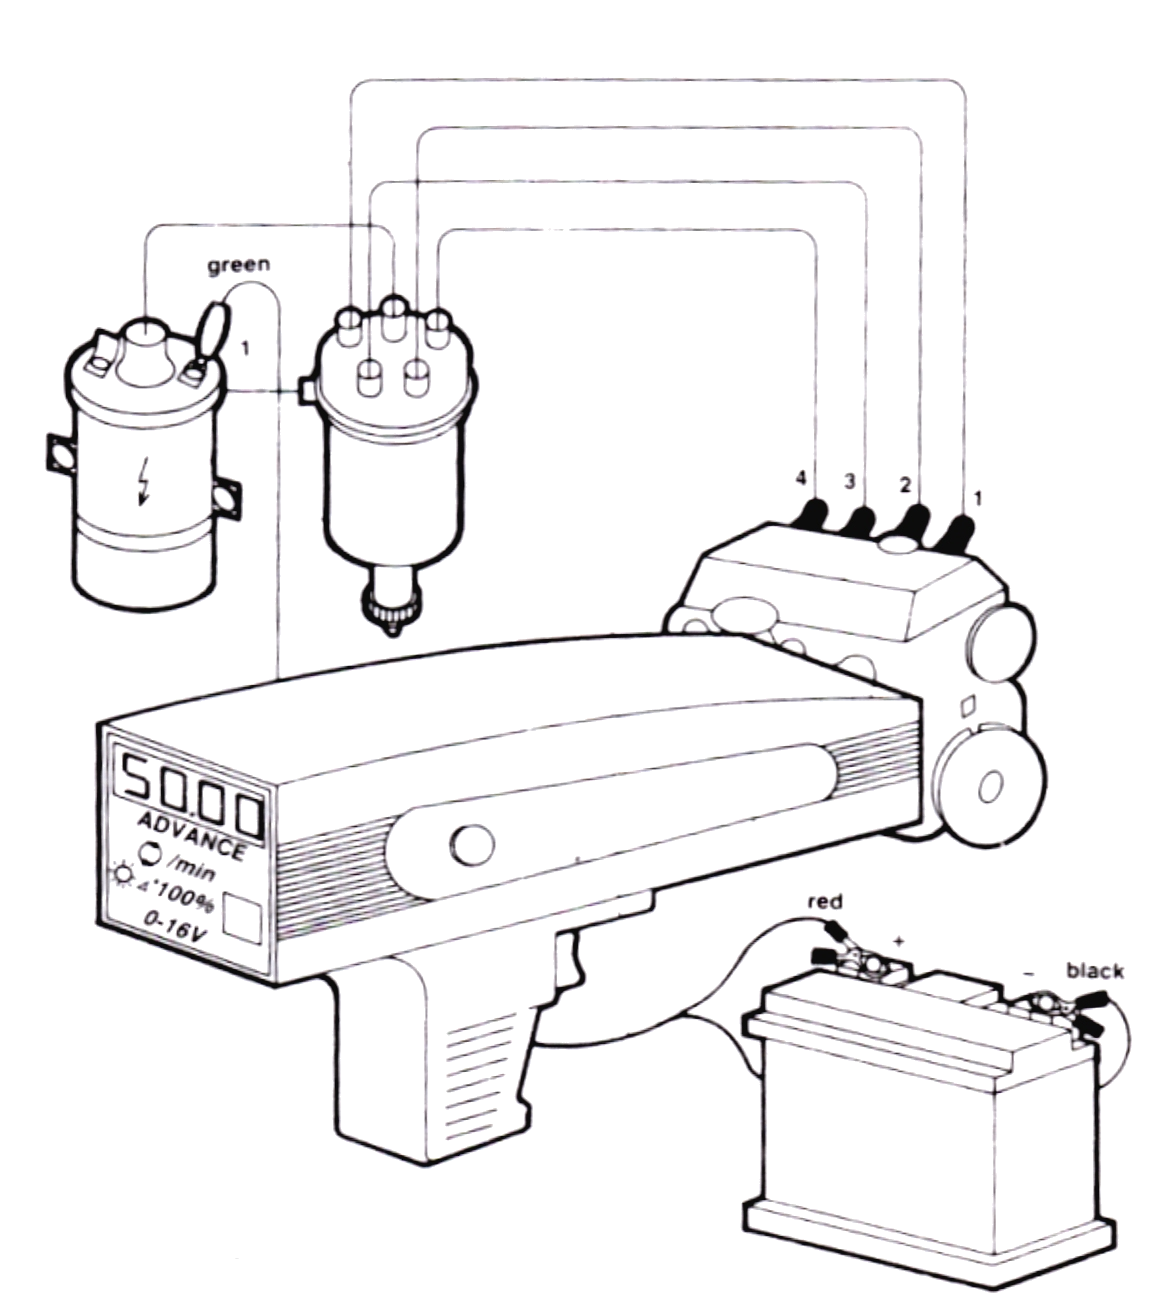 green
1
4 3 2 1
50.00
ADVANCE
/min
⊿°100%
0-16V
red
+
− black